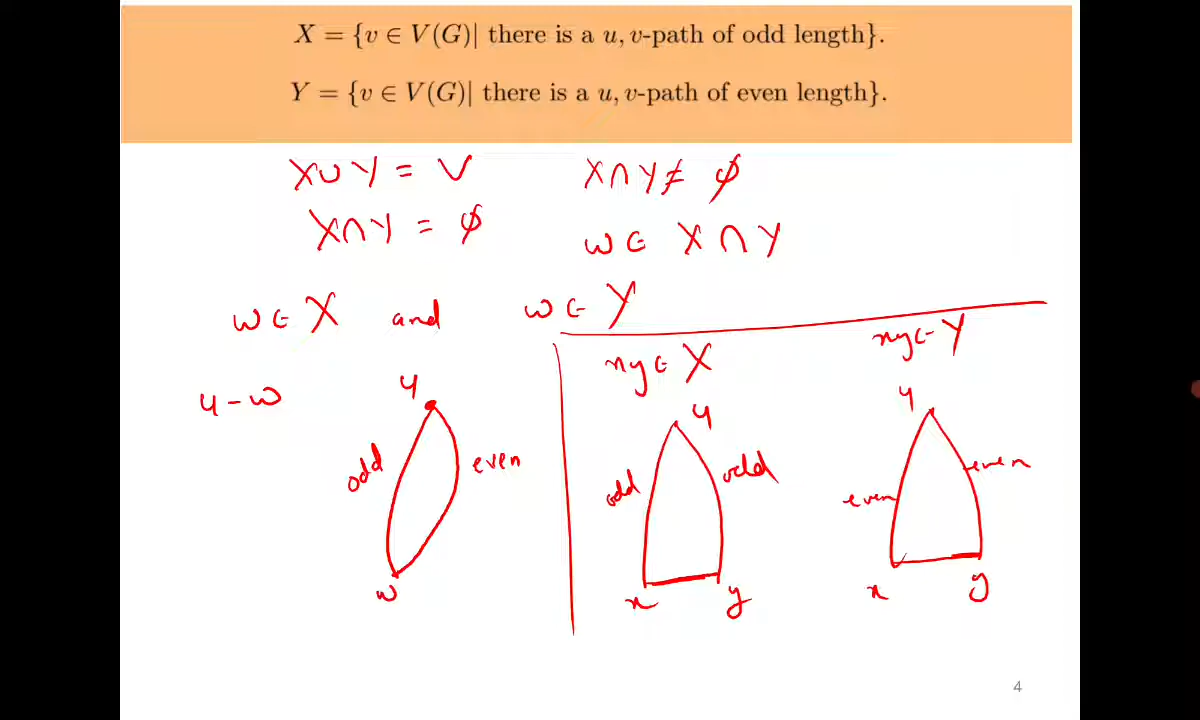 X = {v ∈ V(G)| there is a u, v-path of odd length}.
Y = {v ∈ V(G)| there is a u, v-path of even length}.
X ∪ Y = V
X ∩ Y ≠ φ
X ∩ Y = φ
w ∈ X ∩ Y
w ∈ X and w ∈ Y
xy ∈ X
xy ∈ Y
u - w
u
odd
even
w
u
odd
odd
x
y
u
even
even
x
y
4